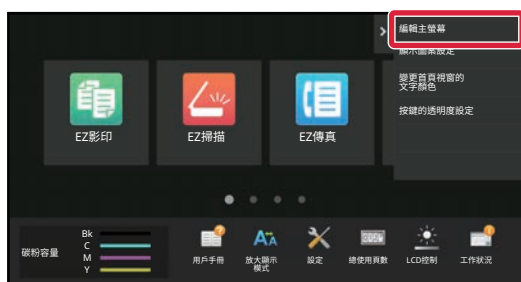 編輯主螢幕
顯示圖案設定
變更首頁視窗的
文字顏色
按鍵的透明度設定
EZ影印
EZ掃描
EZ傳真
碳粉容量
Bk
C
M
Y
用戶手冊
放大顯示
模式
設定
總使用頁數
LCD控制
工作狀況